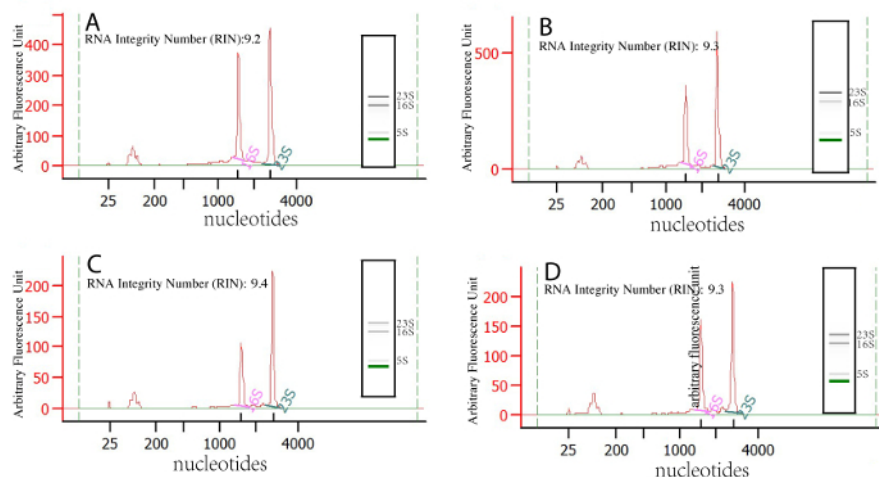 A
RNA Integrity Number (RIN):9.2
Arbitrary Fluorescence Unit
400
300
200
100
0
16S
23S
25 200 1000 4000
nucleotides
23S
16S
5S
B
RNA Integrity Number (RIN): 9.3
Arbitrary Fluorescence Unit
500
0
16S
23S
25 200 1000 4000
nucleotides
23S
16S
5S
C
RNA Integrity Number (RIN): 9.4
Arbitrary Fluorescence Unit
200
150
100
50
0
16S
23S
25 200 1000 4000
nucleotides
23S
16S
5S
D
RNA Integrity Number (RIN): 9.3
Arbitrary Fluorescence Unit
arbitrary fluorescence unit
200
150
100
50
0
16S
23S
25 200 1000 4000
nucleotides
23S
16S
5S